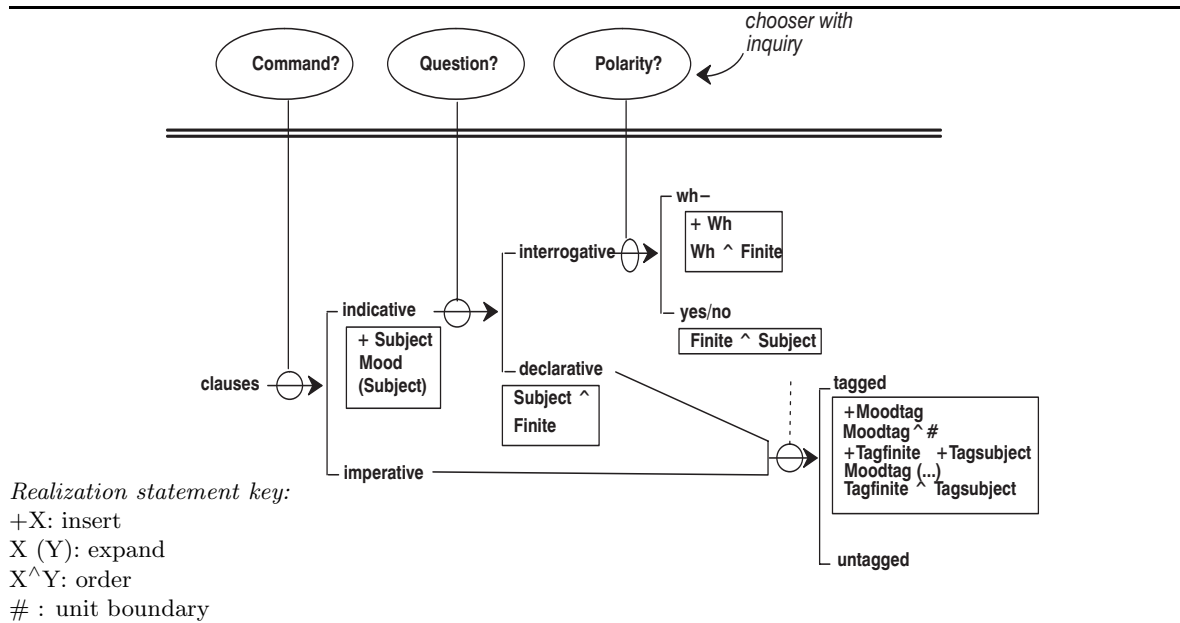 chooser with
inquiry
Command?
Question?
Polarity?
wh–
+ Wh
Wh ^ Finite
interrogative
yes/no
Finite ^ Subject
indicative
+ Subject
Mood
(Subject)
clauses
declarative
Subject ^
Finite
tagged
+Moodtag
Moodtag ^ #
+Tagfinite +Tagsubject
Moodtag (...)
Tagfinite ^ Tagsubject
imperative
untagged
Realization statement key:
+X: insert
X (Y): expand
X^Y: order
# : unit boundary